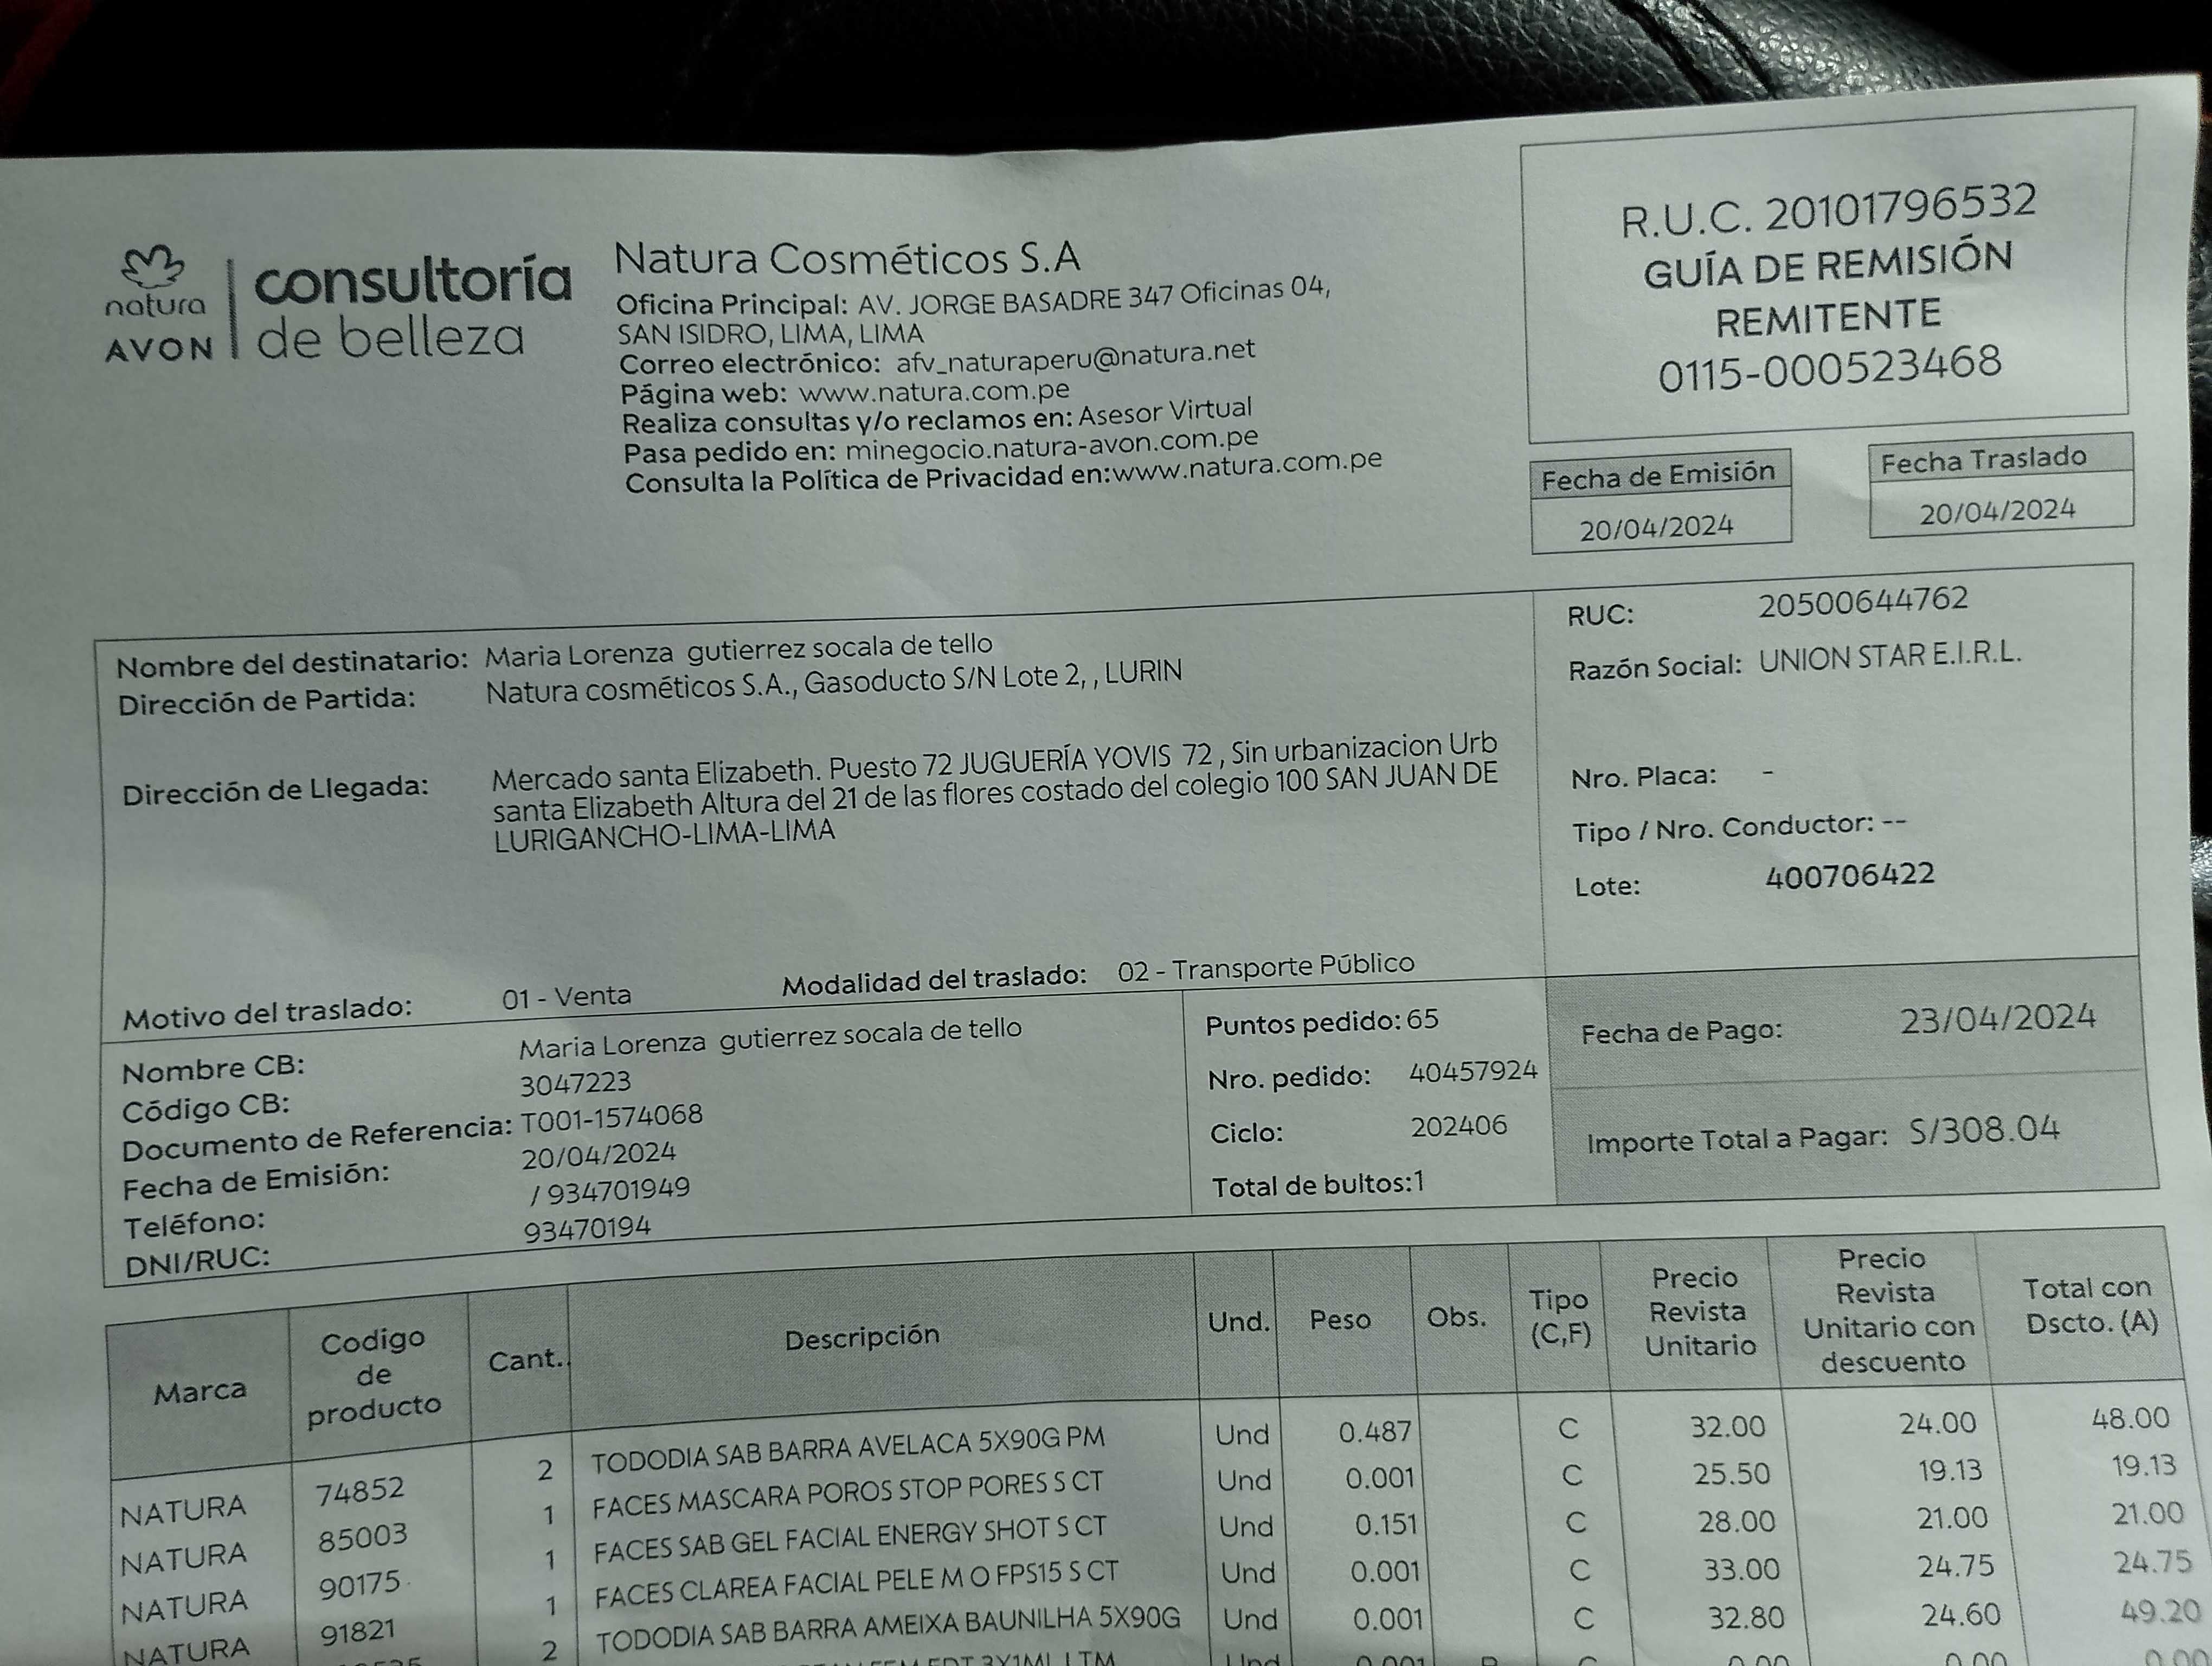 natura
AVON
consultoría
de belleza
Natura Cosméticos S.A
Oficina Principal: AV. JORGE BASADRE 347 Oficinas 04,
SAN ISIDRO, LIMA, LIMA
Correo electrónico: afv_naturaperu@natura.net
Página web: www.natura.com.pe
Realiza consultas y/o reclamos en: Asesor Virtual
Pasa pedido en: minegocio.natura-avon.com.pe
Consulta la Política de Privacidad en:www.natura.com.pe
R.U.C. 20101796532
GUÍA DE REMISIÓN
REMITENTE
0115-000523468
Fecha de Emisión
20/04/2024
Fecha Traslado
20/04/2024
Nombre del destinatario: Maria Lorenza gutierrez socala de tello
Dirección de Partida: Natura cosméticos S.A., Gasoducto S/N Lote 2, , LURIN
Dirección de Llegada: Mercado santa Elizabeth. Puesto 72 JUGUERÍA YOVIS 72 , Sin urbanizacion Urb
santa Elizabeth Altura del 21 de las flores costado del colegio 100 SAN JUAN DE
LURIGANCHO-LIMA-LIMA
Motivo del traslado: 01 - Venta Modalidad del traslado: 02 - Transporte Público
RUC: 20500644762
Razón Social: UNION STAR E.I.R.L.
Nro. Placa: -
Tipo / Nro. Conductor: --
Lote: 400706422
Nombre CB: Maria Lorenza gutierrez socala de tello
Código CB: 3047223
Documento de Referencia: T001-1574068
Fecha de Emisión: 20/04/2024
Teléfono: / 934701949
DNI/RUC: 93470194
Puntos pedido: 65
Nro. pedido: 40457924
Ciclo: 202406
Total de bultos:1
Fecha de Pago: 23/04/2024
Importe Total a Pagar: S/308.04
Marca
Codigo
de
producto
Cant.
Descripción
Und.
Peso
Obs.
Tipo
(C,F)
Precio
Revista
Unitario
Precio
Revista
Unitario con
descuento
Total con
Dscto. (A)
NATURA 74852 2 TODODIA SAB BARRA AVELACA 5X90G PM Und 0.487 C 32.00 24.00 48.00
NATURA 85003 1 FACES MASCARA POROS STOP PORES S CT Und 0.001 C 25.50 19.13 19.13
NATURA 90175 1 FACES SAB GEL FACIAL ENERGY SHOT S CT Und 0.151 C 28.00 21.00 21.00
NATURA 91821 1 FACES CLAREA FACIAL PELE M O FPS15 S CT Und 0.001 C 33.00 24.75 24.75
2 TODODIA SAB BARRA AMEIXA BAUNILHA 5X90G Und 0.001 C 32.80 24.60 49.20
FEM EDT 3Y1ML LTM Und 0.001 C 0.00 0.00 0.00